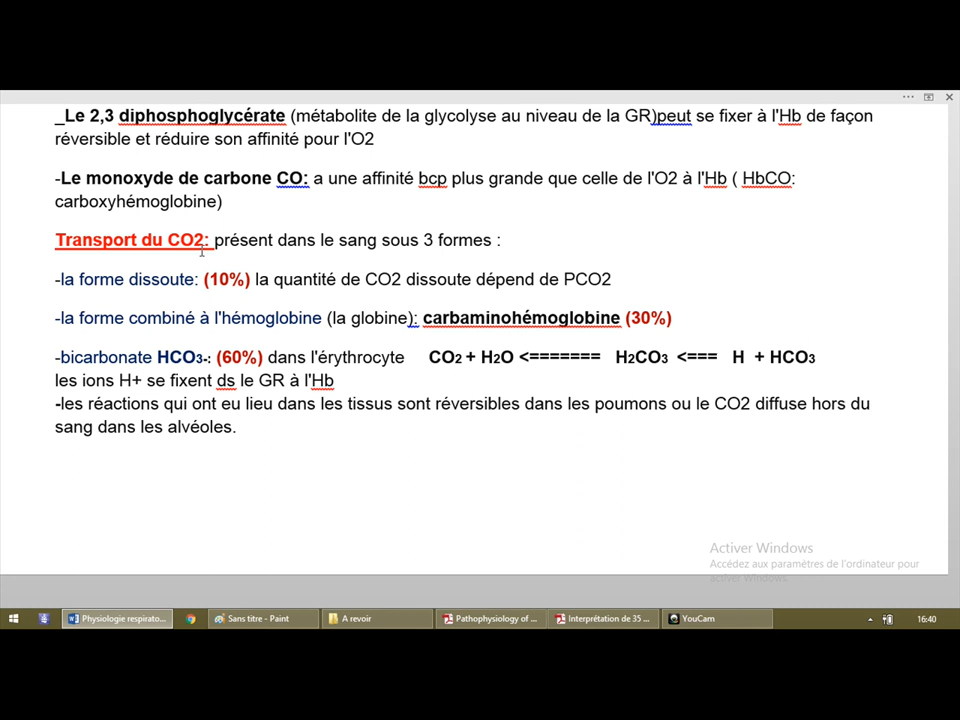 _Le 2,3 diphosphoglycérate (métabolite de la glycolyse au niveau de la GR)peut se fixer à l'Hb de façon
réversible et réduire son affinité pour l'O2
-Le monoxyde de carbone CO: a une affinité bcp plus grande que celle de l'O2 à l'Hb ( HbCO:
carboxyhémoglobine)
Transport du CO2: présent dans le sang sous 3 formes :
-la forme dissoute: (10%) la quantité de CO2 dissoute dépend de PCO2
-la forme combiné à l'hémoglobine (la globine): carbaminohémoglobine (30%)
-bicarbonate HCO3-: (60%) dans l'érythrocyte CO2 + H2O <======= H2CO3 <=== H + HCO3
les ions H+ se fixent ds le GR à l'Hb
-les réactions qui ont eu lieu dans les tissus sont réversibles dans les poumons ou le CO2 diffuse hors du
sang dans les alvéoles.
Activer Windows
Accédez aux paramètres de l'ordinateur pour
activer Windows.
Physiologie respirato... Sans titre - Paint A revoir Pathophysiology of ... Interprétation de 35 ... YouCam 16:40